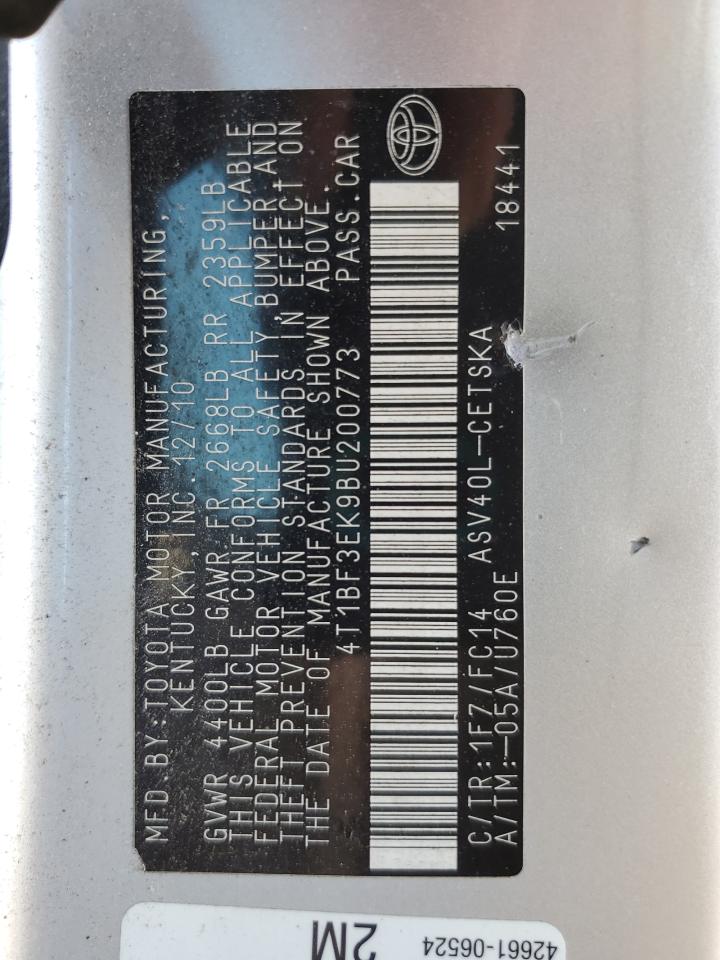 MFD.BY:TOYOTA MOTOR MANUFACTURING,
KENTUCKY,INC.12/10
GVWR 4400LB GAWR.FR 2668LB RR 2359LB
THIS VEHICLE CONFORMS TO ALL APPLICABLE
FEDERAL MOTOR VEHICLE SAFETY,BUMPER AND
THEFT PREVENTION STANDARDS IN EFFECT ON
THE DATE OF MANUFACTURE SHOWN ABOVE.
4T1BF3EK9BU200773 PASS.CAR
C/TR:1F7/FC14 ASV40L-CETSKA 18441
A/TM:-05A/U760E
2M
42661-06524